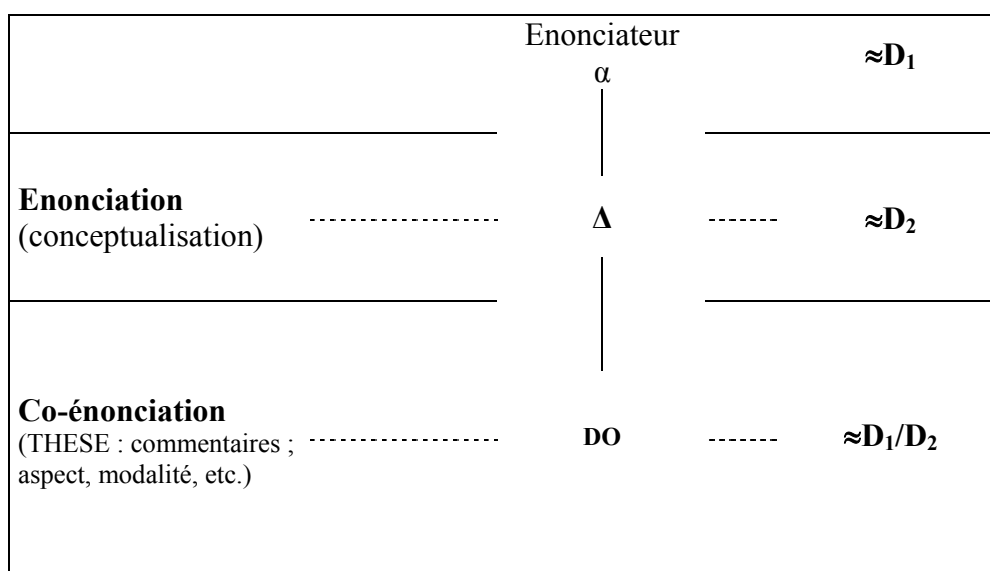 Enonciateur
α
≈D₁
Enonciation
(conceptualisation)
Δ
≈D₂
Co-énonciation
(THESE : commentaires ;
aspect, modalité, etc.)
DO
≈D₁/D₂